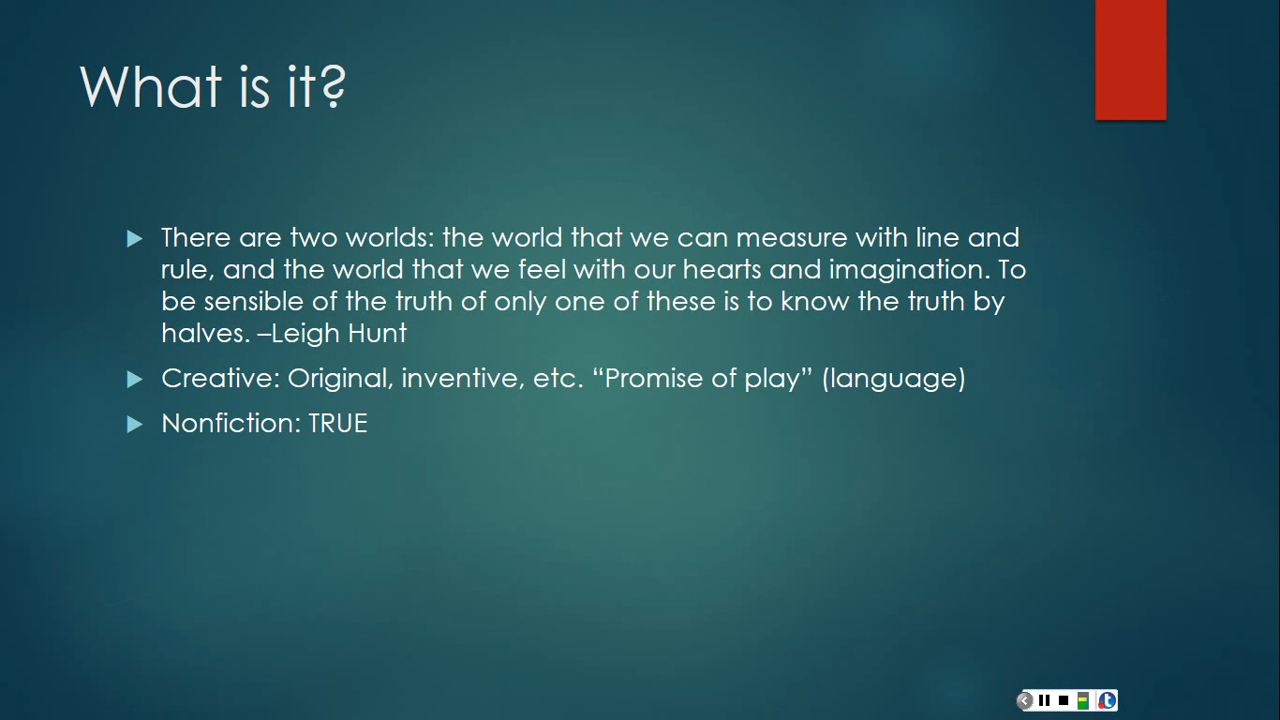 What is it?
There are two worlds: the world that we can measure with line and
rule, and the world that we feel with our hearts and imagination. To
be sensible of the truth of only one of these is to know the truth by
halves. –Leigh Hunt
Creative: Original, inventive, etc. “Promise of play” (language)
Nonfiction: TRUE